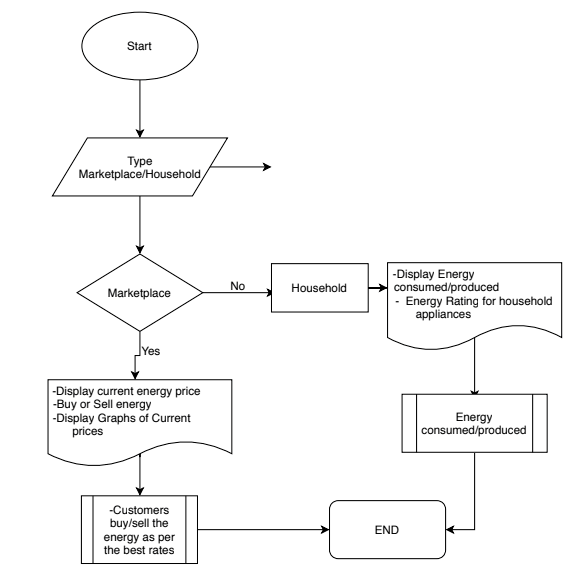 Start
Type
Marketplace/Household
Marketplace
No
Household
-Display Energy
consumed/produced
- Energy Rating for household
appliances
Yes
-Display current energy price
-Buy or Sell energy
-Display Graphs of Current
prices
Energy
consumed/produced
-Customers
buy/sell the
energy as per
the best rates
END